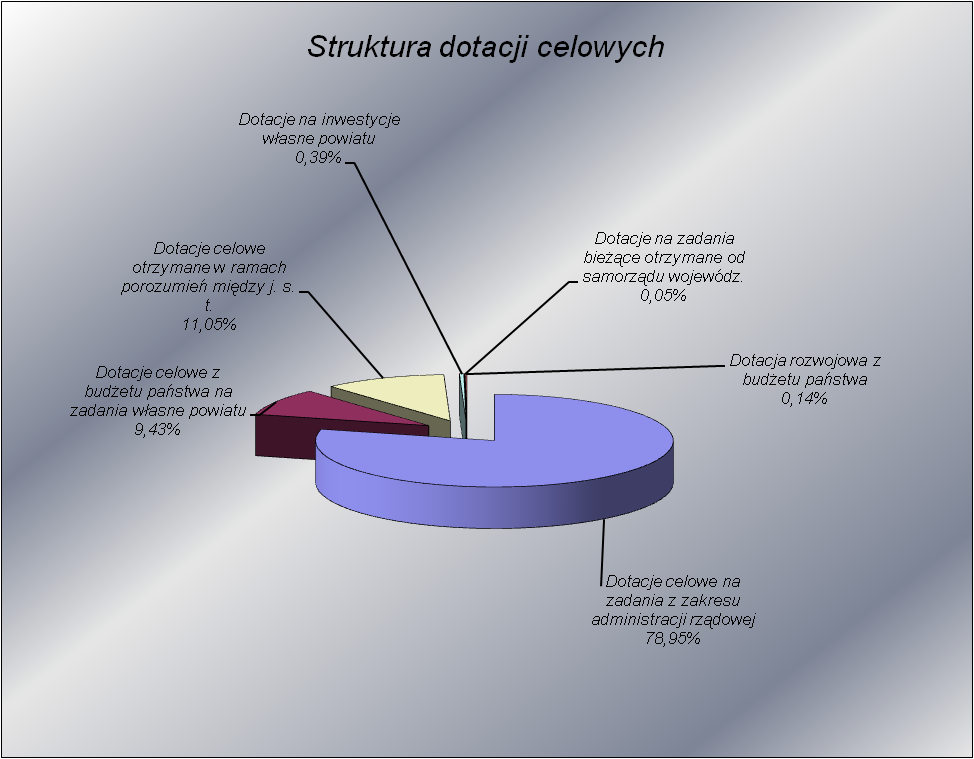 Struktura dotacji celowych
Dotacje na inwestycje
własne powiatu
0,39%
Dotacje na zadania
bieżące otrzymane od
samorządu wojewódz.
0,05%
Dotacje celowe
otrzymane w ramach
porozumień między j. s.
t.
11,05%
Dotacja rozwojowa z
budżetu państwa
0,14%
Dotacje celowe z
budżetu państwa na
zadania własne powiatu
9,43%
Dotacje celowe na
zadania z zakresu
administracji rządowej
78,95%